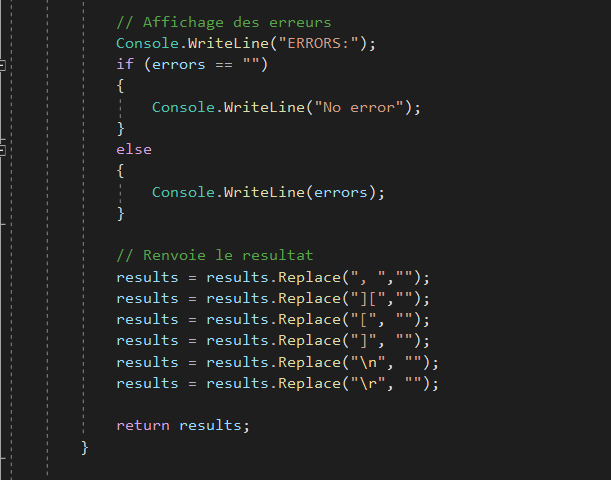 // Affichage des erreurs
Console.WriteLine("ERRORS:");
if (errors == "")
{
Console.WriteLine("No error");
}
else
{
Console.WriteLine(errors);
}
// Renvoie le resultat
results = results.Replace(", ","");
results = results.Replace("][","");
results = results.Replace("[", "");
results = results.Replace("]", "");
results = results.Replace("\n", "");
results = results.Replace("\r", "");
return results;
}